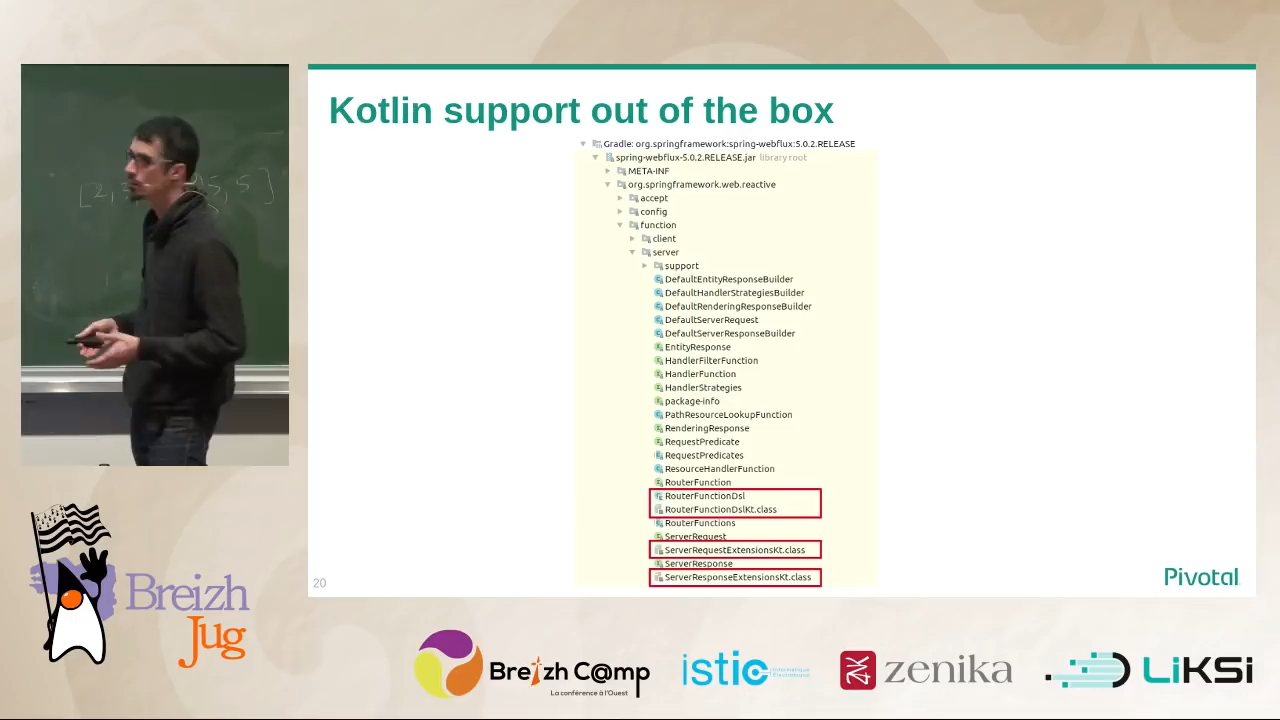 Kotlin support out of the box
Gradle: org.springframework:spring-webflux:5.0.2.RELEASE
spring-webflux-5.0.2.RELEASE.jar library root
META-INF
org.springframework.web.reactive
accept
config
function
client
server
support
DefaultEntityResponseBuilder
DefaultHandlerStrategiesBuilder
DefaultRenderingResponseBuilder
DefaultServerRequest
DefaultServerResponseBuilder
EntityResponse
HandlerFilterFunction
HandlerFunction
HandlerStrategies
package-info
PathResourceLookupFunction
RenderingResponse
RequestPredicate
RequestPredicates
ResourceHandlerFunction
RouterFunction
RouterFunctionDsl
RouterFunctionDslKt.class
RouterFunctions
ServerRequest
ServerRequestExtensionsKt.class
ServerResponse
ServerResponseExtensionsKt.class
20
Pivotal
Breizh
Jug
Breizh C@mp
La conférence à l'Ouest
istic Informatique Electronique
zenika
LiKSi